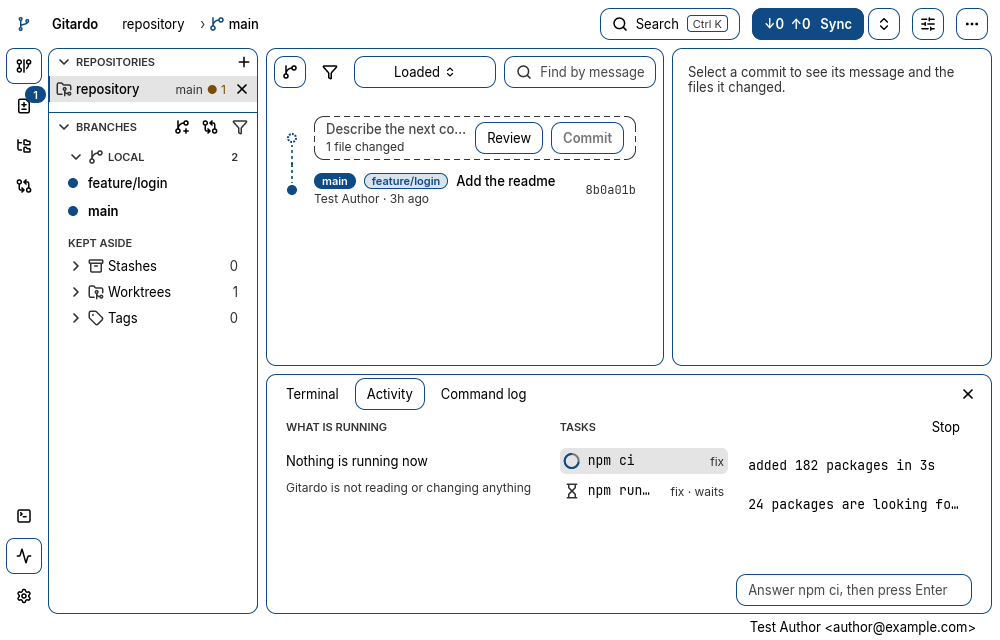 Gitardo
repository
main
Search
Ctrl K
↓0 ↑0 Sync
REPOSITORIES
repository
main
1
1
BRANCHES
LOCAL
2
feature/login
main
KEPT ASIDE
Stashes
0
Worktrees
1
Tags
0
Loaded
Find by message
Describe the next co...
1 file changed
Review
Commit
main
feature/login
Add the readme
Test Author · 3h ago
8b0a01b
Select a commit to see its message and the
files it changed.
Terminal
Activity
Command log
WHAT IS RUNNING
Nothing is running now
Gitardo is not reading or changing anything
TASKS
npm ci
fix
npm run...
fix · waits
Stop
added 182 packages in 3s
24 packages are looking fo...
Answer npm ci, then press Enter
Test Author <author@example.com>